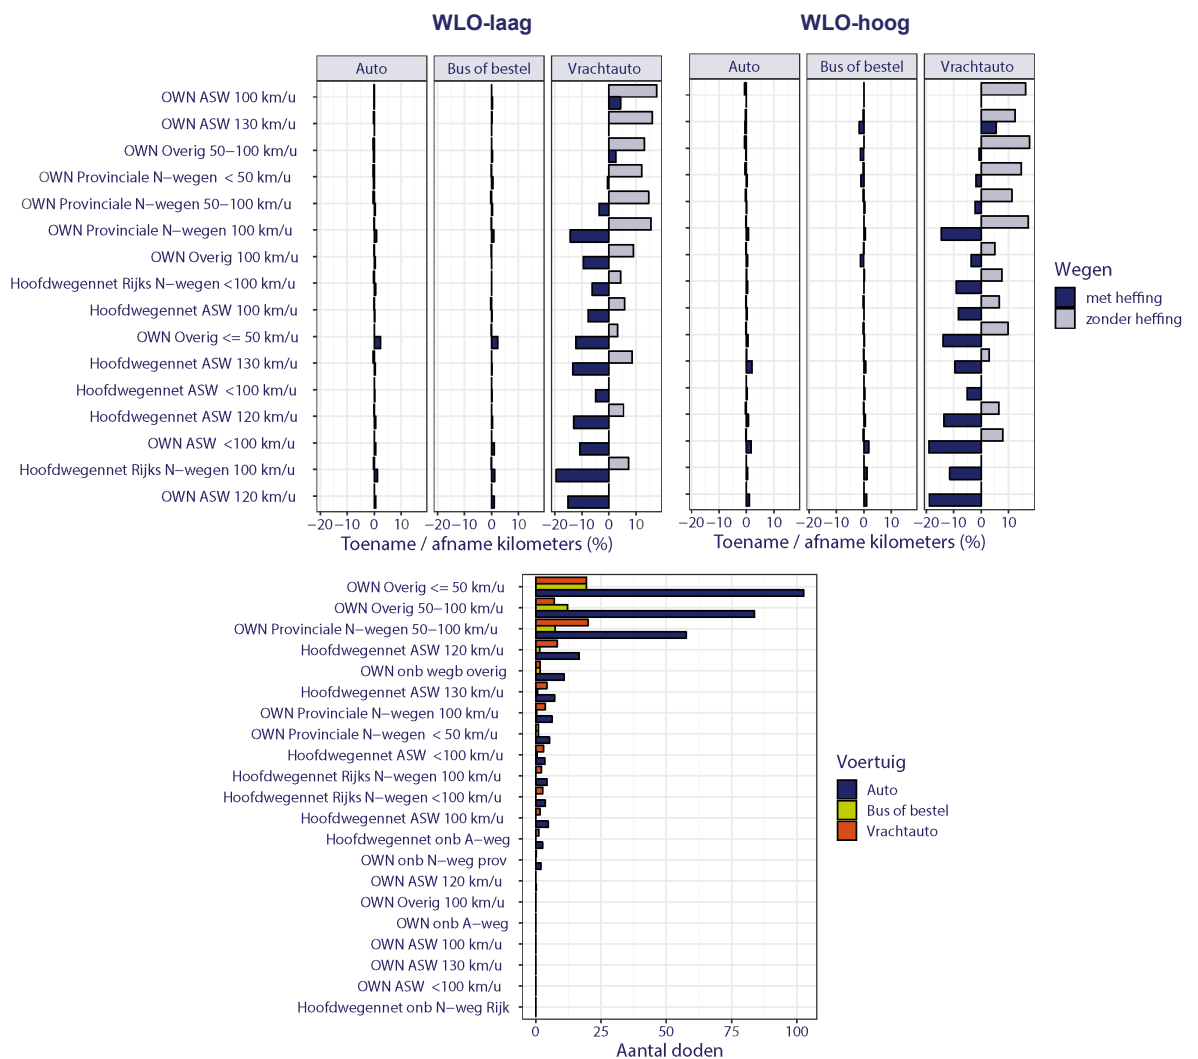 WLO-laag
WLO-hoog
Auto
Bus of bestel
Vrachtauto
Auto
Bus of bestel
Vrachtauto
OWN ASW 100 km/u
OWN ASW 130 km/u
OWN Overig 50−100 km/u
OWN Provinciale N−wegen < 50 km/u
OWN Provinciale N−wegen 50−100 km/u
OWN Provinciale N−wegen 100 km/u
OWN Overig 100 km/u
Hoofdwegennet Rijks N−wegen <100 km/u
Hoofdwegennet ASW 100 km/u
OWN Overig <= 50 km/u
Hoofdwegennet ASW 130 km/u
Hoofdwegennet ASW <100 km/u
Hoofdwegennet ASW 120 km/u
OWN ASW <100 km/u
Hoofdwegennet Rijks N−wegen 100 km/u
OWN ASW 120 km/u
−20 −10 0 10
−20 −10 0 10
−20 −10 0 10
−20 −10 0 10
−20 −10 0 10
−20 −10 0 10
Toename / afname kilometers (%)
Toename / afname kilometers (%)
Wegen
met heffing
zonder heffing
OWN Overig <= 50 km/u
OWN Overig 50−100 km/u
OWN Provinciale N−wegen 50−100 km/u
Hoofdwegennet ASW 120 km/u
OWN onb wegb overig
Hoofdwegennet ASW 130 km/u
OWN Provinciale N−wegen 100 km/u
OWN Provinciale N−wegen < 50 km/u
Hoofdwegennet ASW <100 km/u
Hoofdwegennet Rijks N−wegen 100 km/u
Hoofdwegennet Rijks N−wegen <100 km/u
Hoofdwegennet ASW 100 km/u
Hoofdwegennet onb A−weg
OWN onb N−weg prov
OWN ASW 120 km/u
OWN Overig 100 km/u
OWN onb A−weg
OWN ASW 100 km/u
OWN ASW 130 km/u
OWN ASW <100 km/u
Hoofdwegennet onb N−weg Rijk
0 25 50 75 100
Aantal doden
Voertuig
Auto
Bus of bestel
Vrachtauto